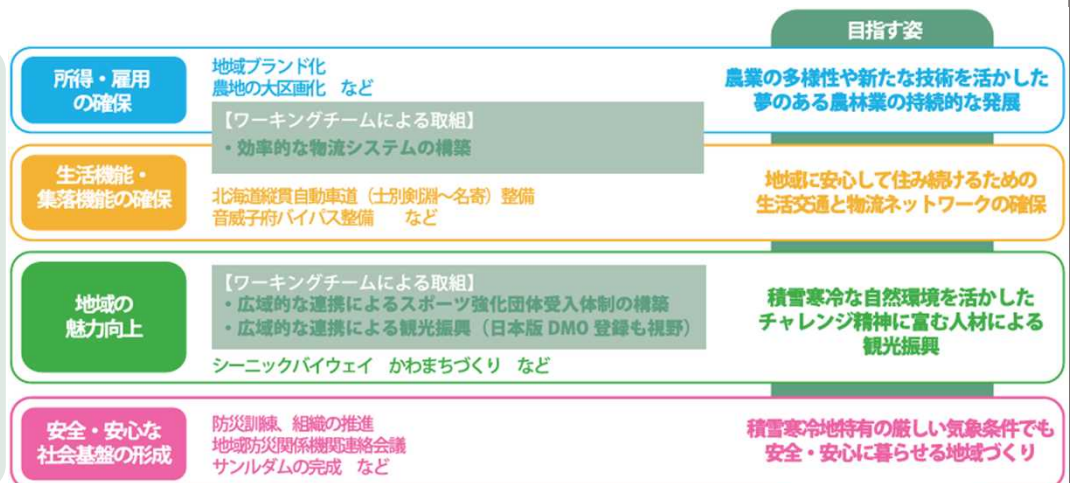 目指す姿
所得・雇用
の確保
地域ブランド化
農地の大区画化　など
【ワーキングチームによる取組】
・効率的な物流システムの構築
農業の多様性や新たな技術を活かした
夢のある農林業の持続的な発展
生活機能・
集落機能の確保
北海道縦貫自動車道（士別剣淵～名寄）整備
音威子府バイパス整備　　など
地域に安心して住み続けるための
生活交通と物流ネットワークの確保
地域の
魅力向上
【ワーキングチームによる取組】
・広域的な連携によるスポーツ強化団体受入体制の構築
・広域的な連携による観光振興（日本版 DMO 登録も視野）
シーニックバイウェイ　かわまちづくり　など
積雪寒冷な自然環境を活かした
チャレンジ精神に富む人材による
観光振興
安全・安心な
社会基盤の形成
防災訓練、組織の推進
地域防災関係機関連絡会議
サンルダムの完成　など
積雪寒冷地特有の厳しい気象条件でも
安全・安心に暮らせる地域づくり